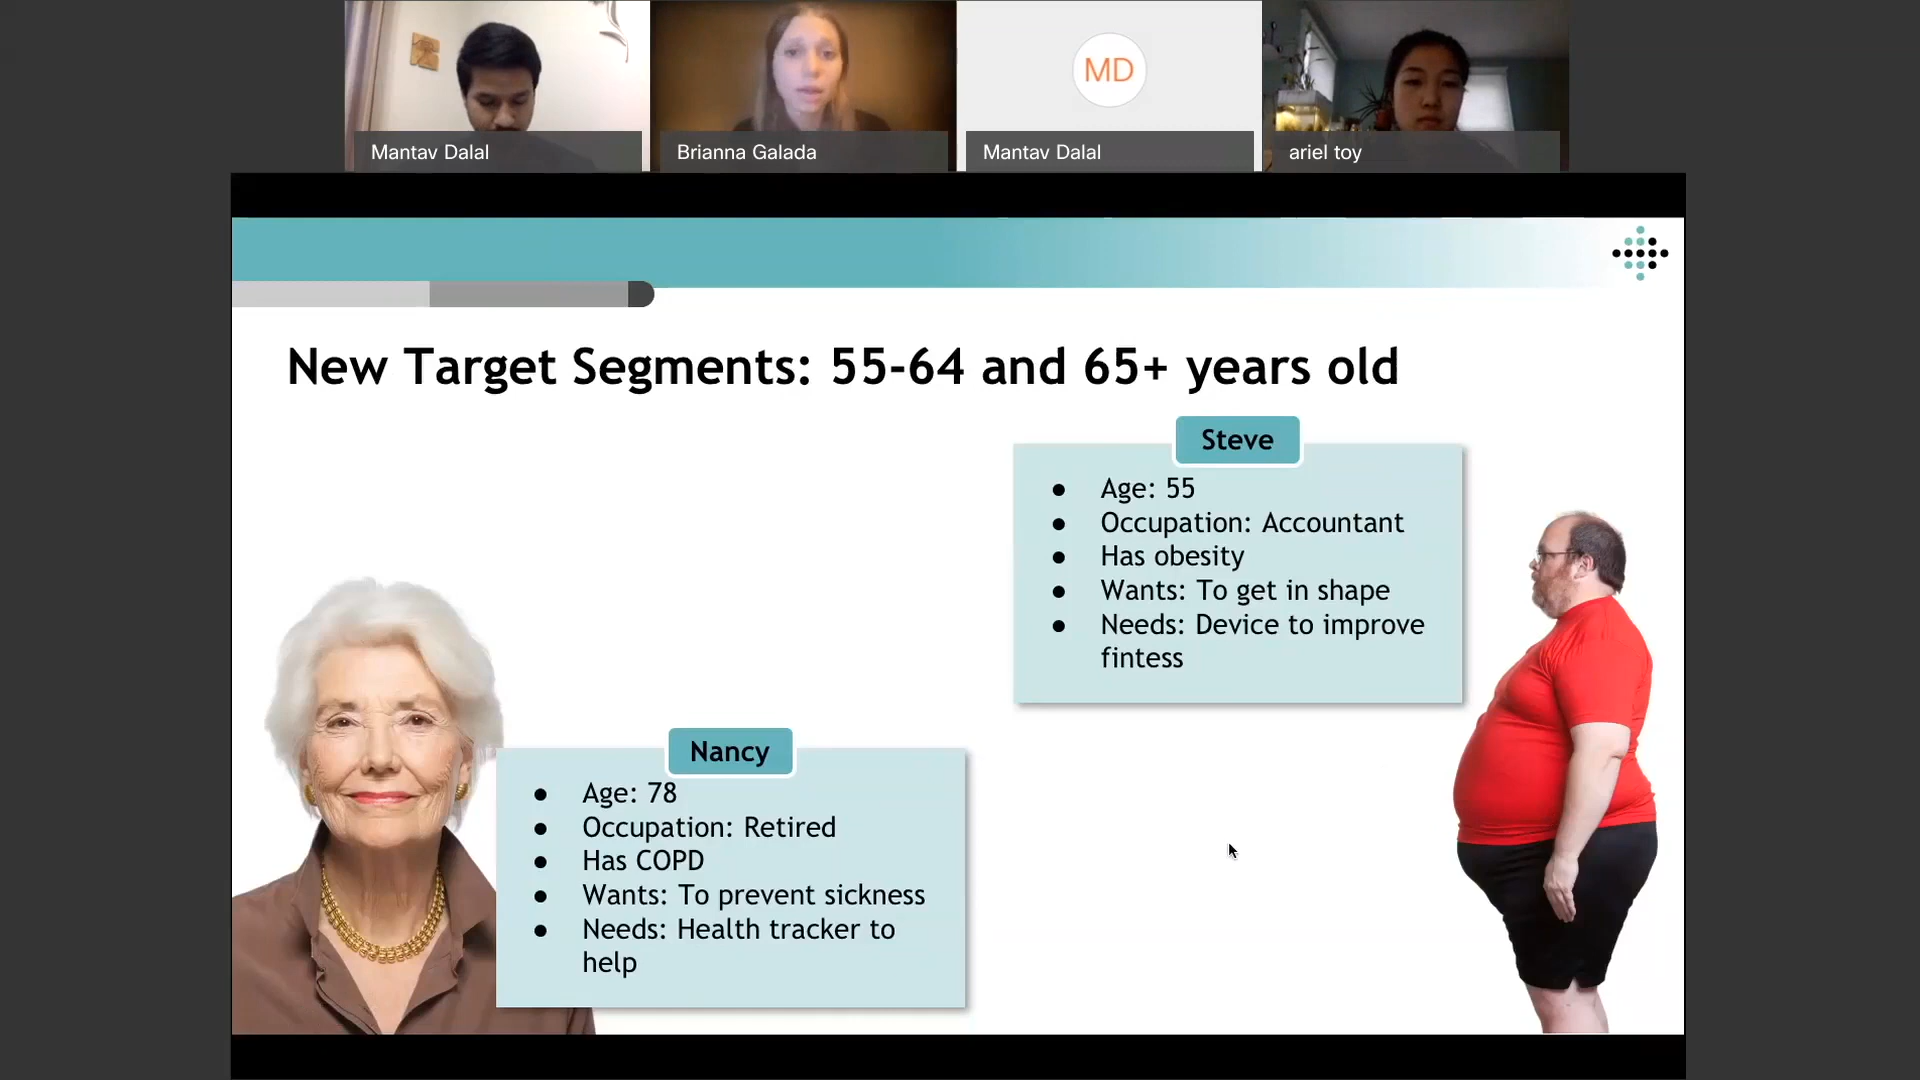 Mantav Dalal
Brianna Galada
MD
Mantav Dalal
ariel toy
New Target Segments: 55-64 and 65+ years old
Steve
● Age: 55
● Occupation: Accountant
● Has obesity
● Wants: To get in shape
● Needs: Device to improve
fintess
Nancy
● Age: 78
● Occupation: Retired
● Has COPD
● Wants: To prevent sickness
● Needs: Health tracker to
help